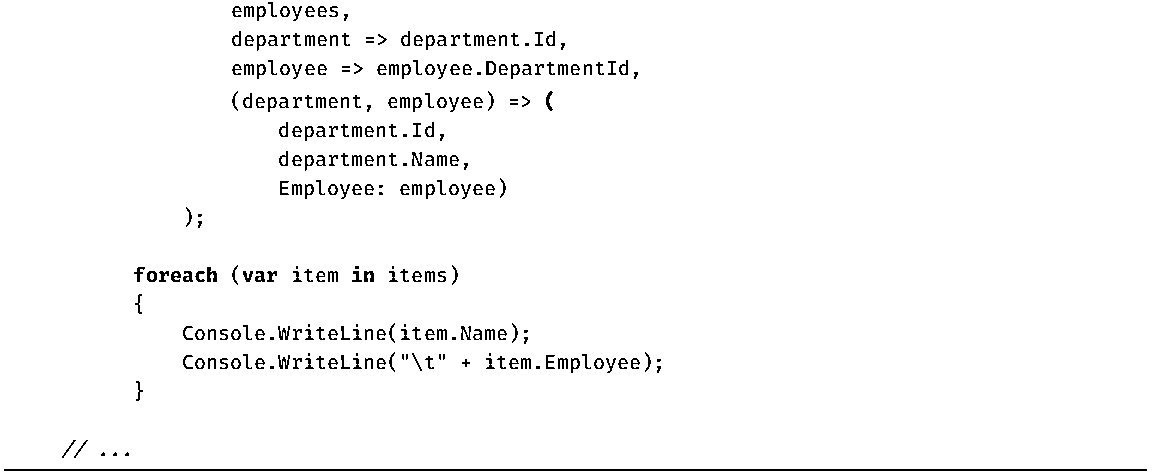 employees,
department => department.Id,
employee => employee.DepartmentId,
(department, employee) => (
department.Id,
department.Name,
Employee: employee)
);
foreach (var item in items)
{
Console.WriteLine(item.Name);
Console.WriteLine("\t" + item.Employee);
}
// ...